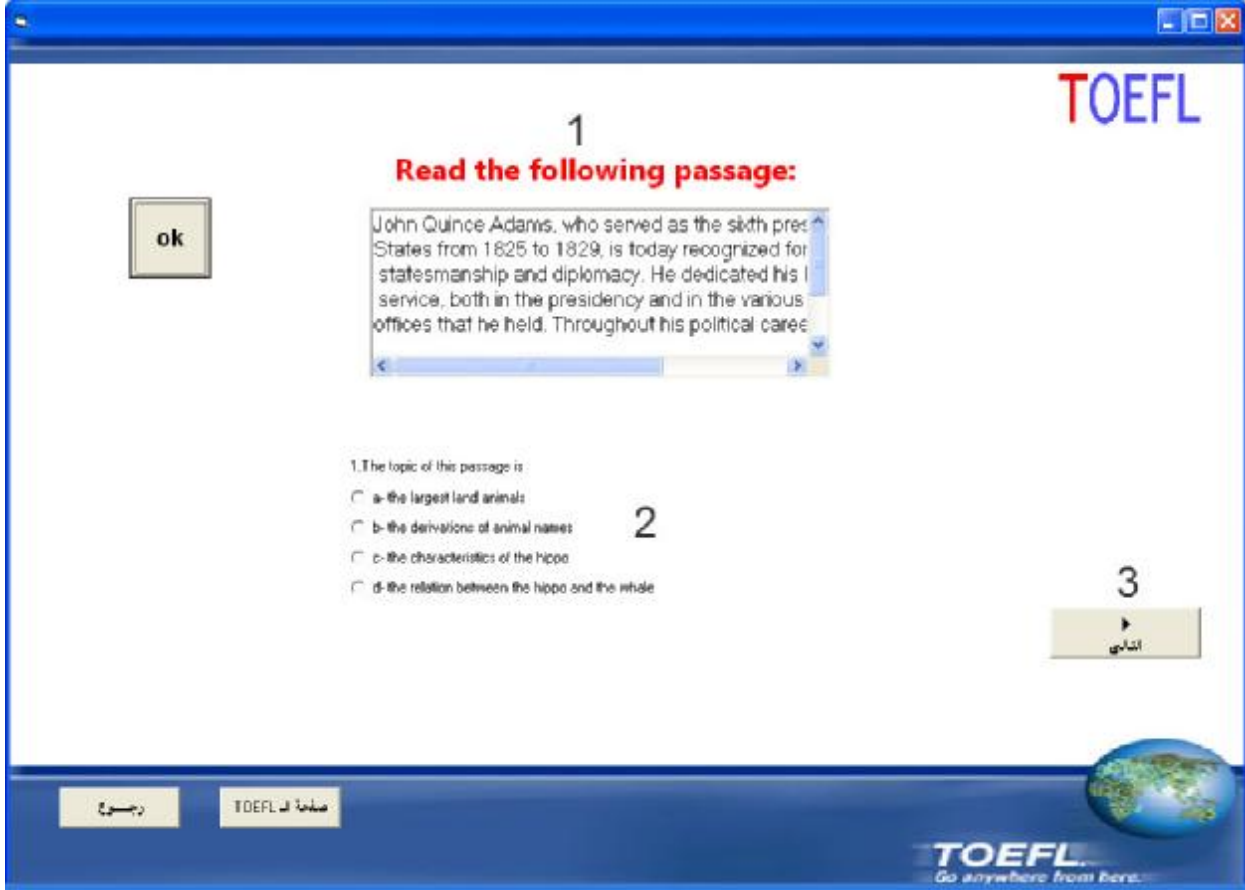 TOEFL
1
Read the following passage:
ok
John Quince Adams, who served as the sixth pres
States from 1825 to 1829, is today recognized for
statesmanship and diplomacy. He dedicated his l
service, both in the presidency and in the various
offices that he held. Throughout his political caree
1.The topic of this passage is
a- the largest land animals
b- the derivations of animal names
c- the characteristics of the hippo
d- the relation between the hippo and the whale
2
3
التالي
رجـــوع
صفحة الـ TOEFL
TOEFL.
Go anywhere from here.